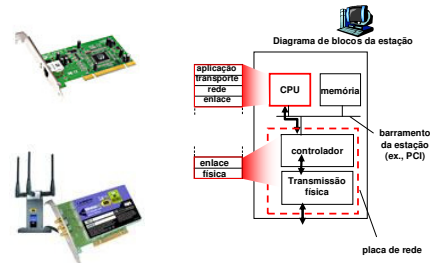 Diagrama de blocos da estação
aplicação
transporte
rede
enlace
CPU
memória
barramento
da estação
(ex., PCI)
controlador
enlace
física
Transmissão
física
placa de rede